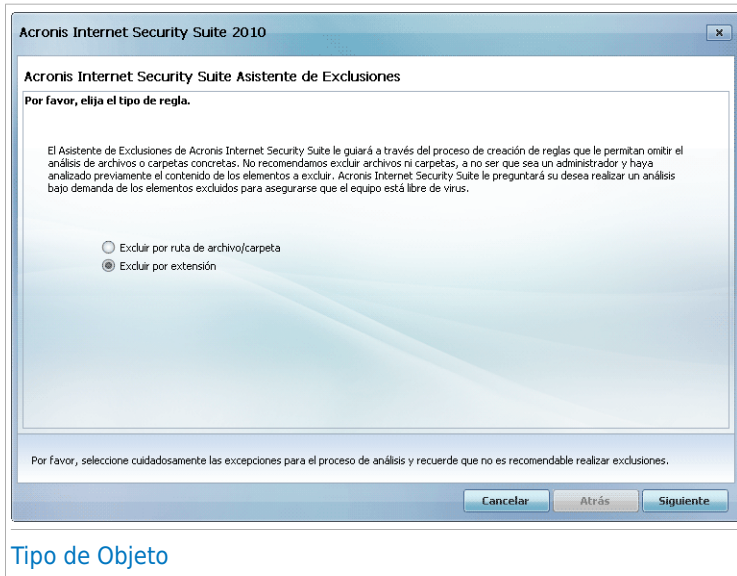 Acronis Internet Security Suite 2010
Acronis Internet Security Suite Asistente de Exclusiones
Por favor, elija el tipo de regla.
El Asistente de Exclusiones de Acronis Internet Security Suite le guiará a través del proceso de creación de reglas que le permitan omitir el
análisis de archivos o carpetas concretas. No recomendamos excluir archivos ni carpetas, a no ser que sea un administrador y haya
analizado previamente el contenido de los elementos a excluir. Acronis Internet Security Suite le preguntará su desea realizar un análisis
bajo demanda de los elementos excluidos para asegurarse que el equipo está libre de virus.
Excluir por ruta de archivo/carpeta
Excluir por extensión
Por favor, seleccione cuidadosamente las excepciones para el proceso de análisis y recuerde que no es recomendable realizar exclusiones.
Cancelar Atrás Siguiente
Tipo de Objeto